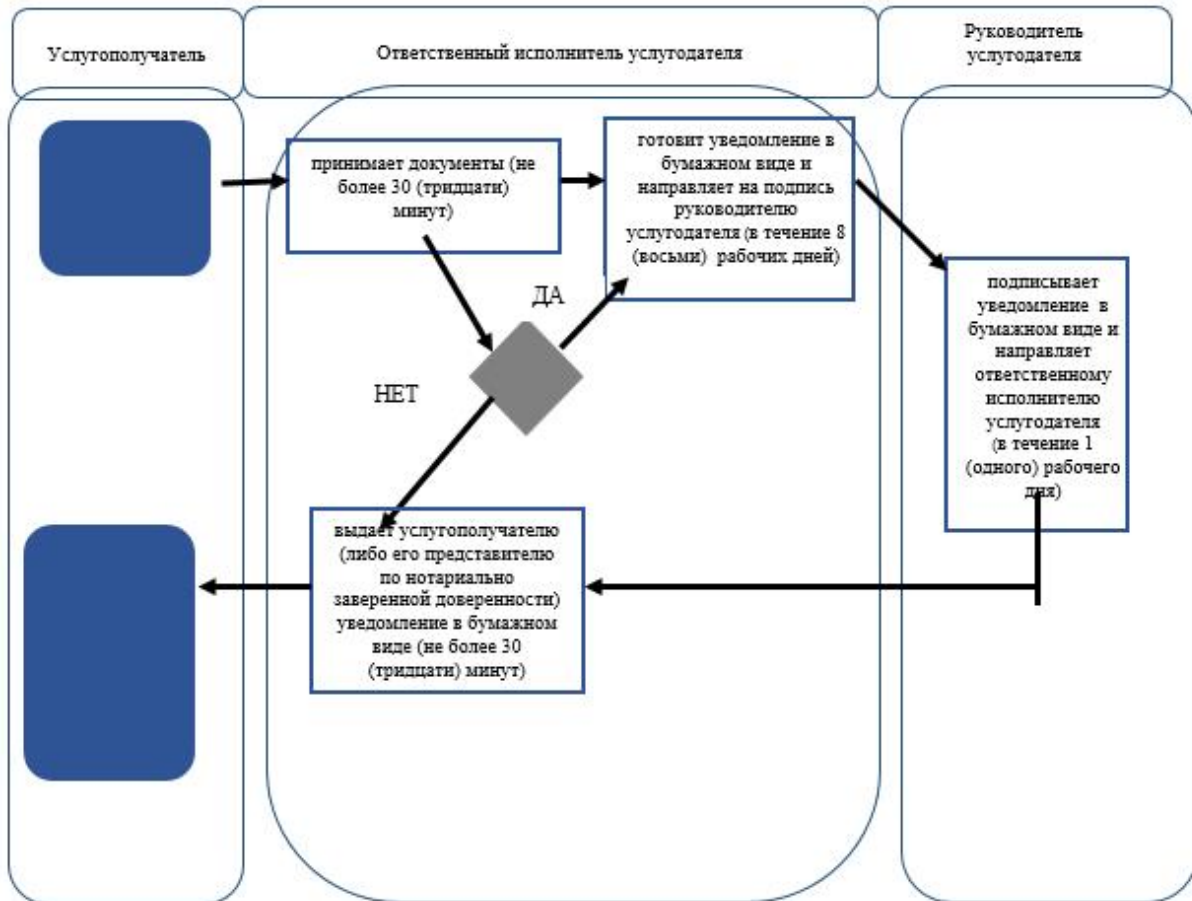 Услугополучатель
Ответственный исполнитель услугодателя
Руководитель
услугодателя
принимает документы (не
более 30 (тридцати)
минут)
готовит уведомление в
бумажном виде и
направляет на подпись
руководителю
услугодателя (в течение 8
(восьми) рабочих дней)
ДА
НЕТ
подписывает
уведомление в
бумажном виде и
направляет
ответственному
исполнителю
услугодателя
(в течение 1
(одного) рабочего
дня)
выдает услугополучателю
(либо его представителю
по нотариально
заверенной доверенности)
уведомление в бумажном
виде (не более 30
(тридцати) минут)